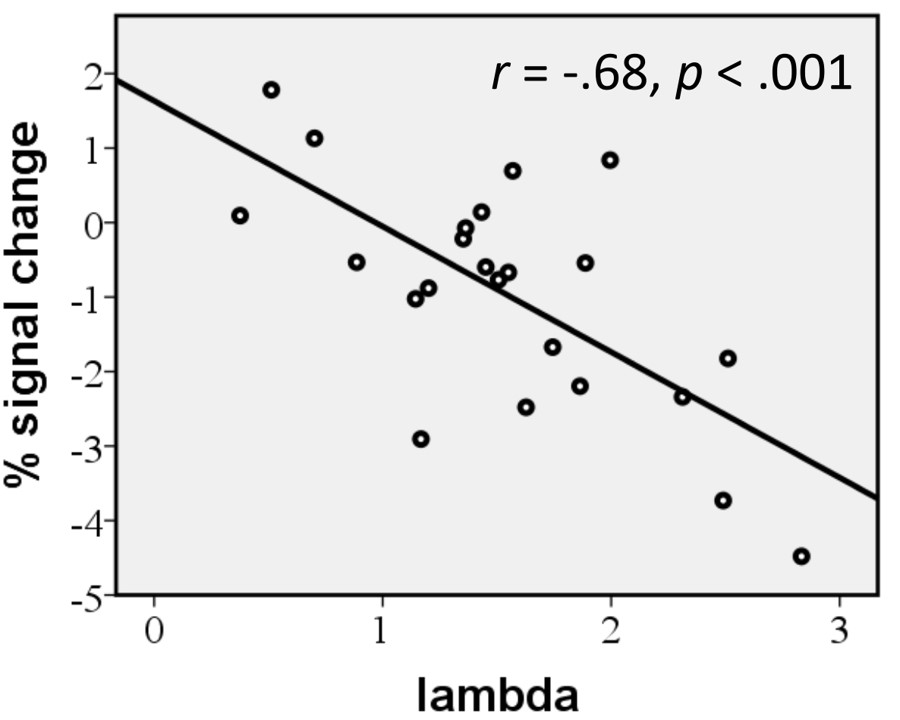 r = -.68, p < .001
% signal change
2
1
0
-1
-2
-3
-4
-5
0 1 2 3
lambda